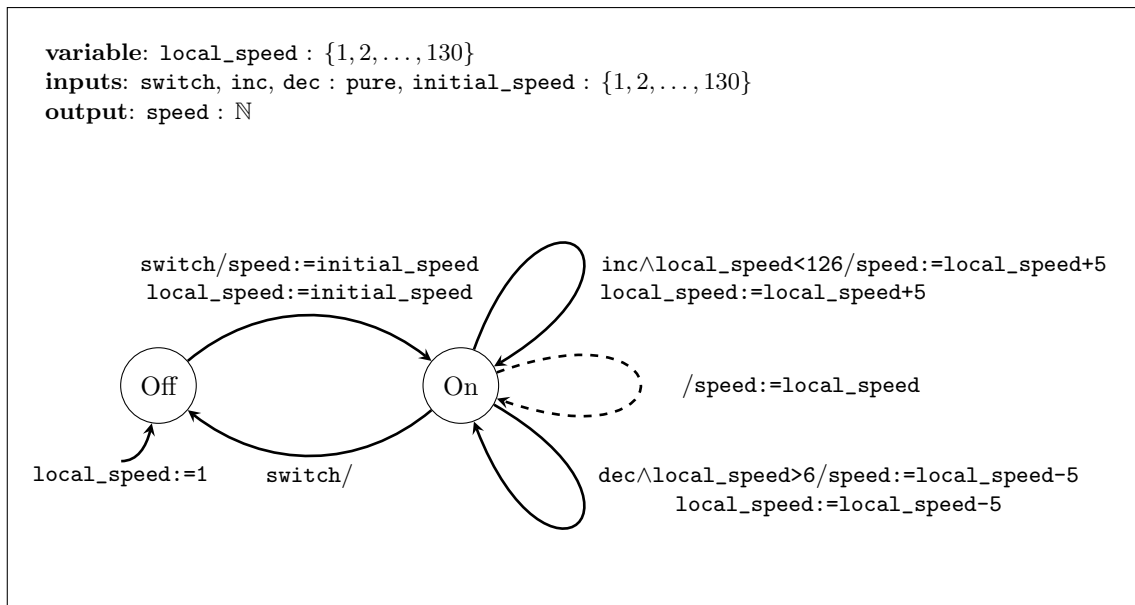 variable: local_speed : {1, 2, . . . , 130}
inputs: switch, inc, dec : pure, initial_speed : {1, 2, . . . , 130}
output: speed : ℕ
switch/speed:=initial_speed
local_speed:=initial_speed
inc∧local_speed<126/speed:=local_speed+5
local_speed:=local_speed+5
Off
On
/speed:=local_speed
local_speed:=1
switch/
dec∧local_speed>6/speed:=local_speed-5
local_speed:=local_speed-5